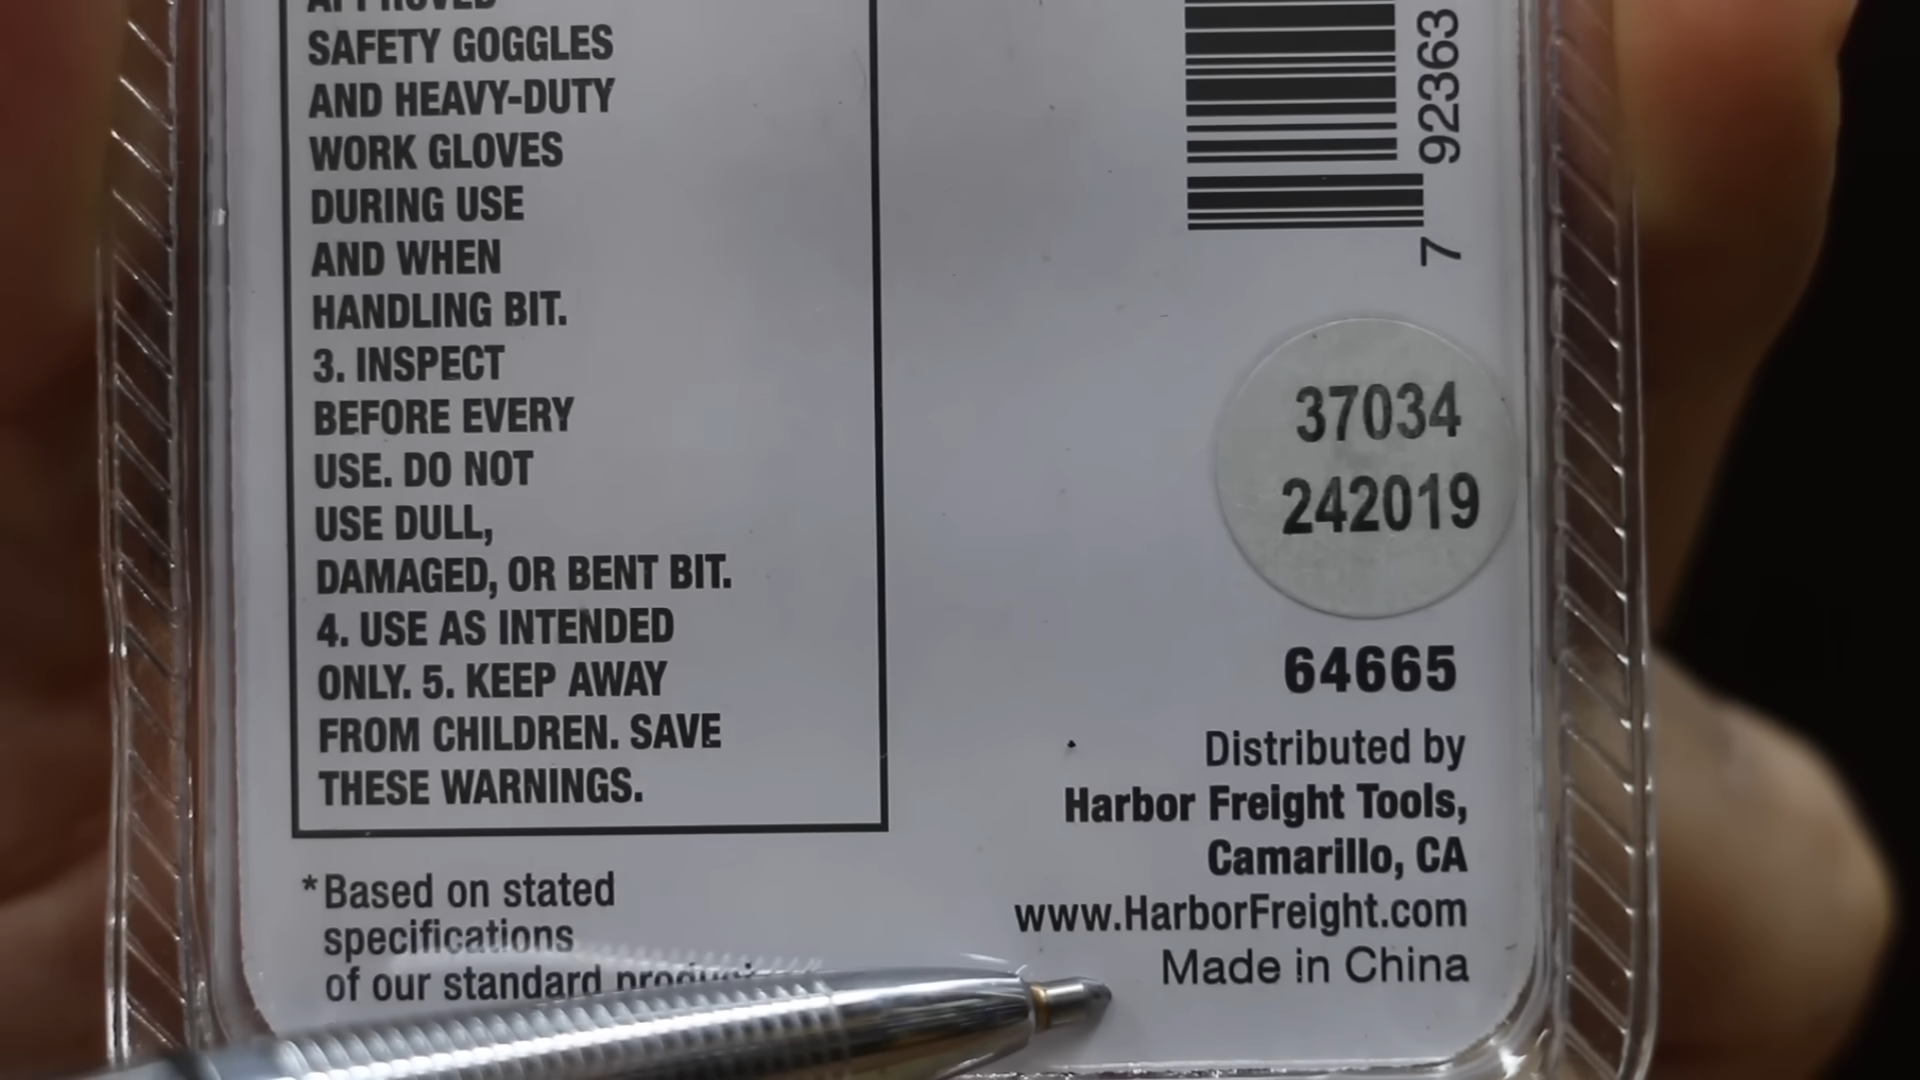 APPROVED
SAFETY GOGGLES
AND HEAVY-DUTY
WORK GLOVES
DURING USE
AND WHEN
HANDLING BIT.
3. INSPECT
BEFORE EVERY
USE. DO NOT
USE DULL,
DAMAGED, OR BENT BIT.
4. USE AS INTENDED
ONLY. 5. KEEP AWAY
FROM CHILDREN. SAVE
THESE WARNINGS.
*Based on stated
specifications
of our standard
7 92363
37034
242019
64665
Distributed by
Harbor Freight Tools,
Camarillo, CA
www.HarborFreight.com
Made in China